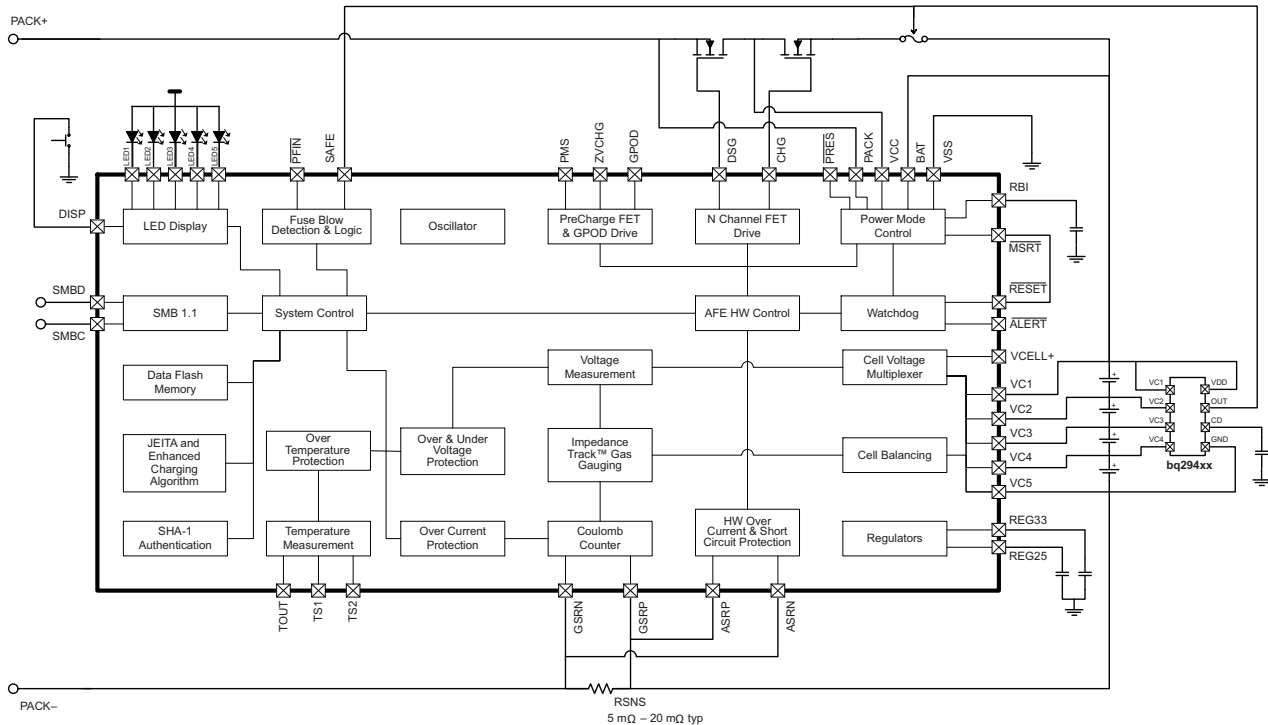 PACK+
LED1
LED2
LED3
LED4
LED5
PFIN
SAFE
PMS
ZVCHG
GPOD
DSG
CHG
PRES
PACK
VCC
BAT
VSS
DISP
LED Display
Fuse Blow
Detection & Logic
Oscillator
PreCharge FET
& GPOD Drive
N Channel FET
Drive
Power Mode
Control
RBI
MSRT
SMBD
SMBC
SMB 1.1
System Control
AFE HW Control
Watchdog
RESET
ALERT
Data Flash
Memory
Voltage
Measurement
Cell Voltage
Multiplexer
VCELL+
VC1
VC2
VC3
VC4
VC5
JEITA and
Enhanced
Charging
Algorithm
Over
Temperature
Protection
Over & Under
Voltage
Protection
Impedance
Track™ Gas
Gauging
Cell Balancing
VC1
VC2
VC3
VC4
VDD
OUT
CD
GND
bq294xx
SHA-1
Authentication
Temperature
Measurement
Over Current
Protection
Coulomb
Counter
HW Over
Current & Short
Circuit Protection
Regulators
REG33
REG25
TOUT
TS1
TS2
GSRN
GSRP
ASRP
ASRN
PACK–
RSNS
5 mΩ – 20 mΩ typ
+
+
+
+